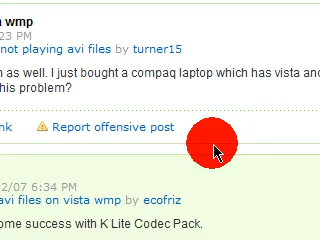 wmp
23 PM
not playing avi files by turner15
as well. I just bought a compaq laptop which has vista and
his problem?
nk Report offensive post
2/07 6:34 PM
avi files on vista wmp by ecofriz
ome success with K Lite Codec Pack.